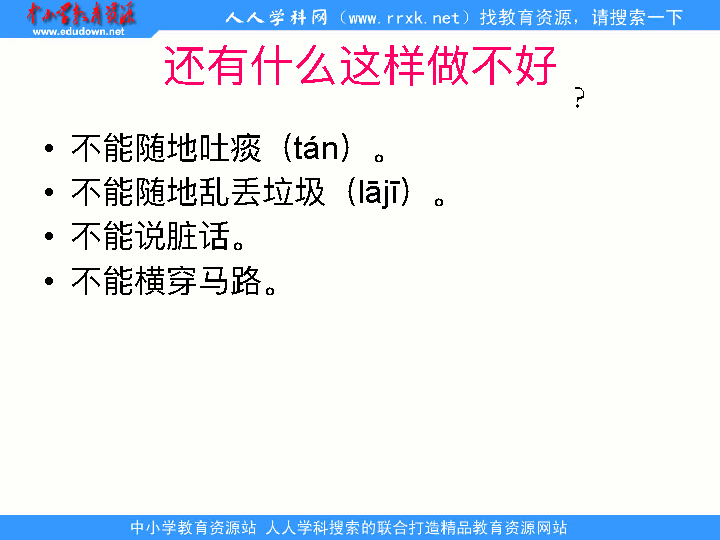 中小学教育资源
www.edudown.net
人人学科网（www.rrxk.net）找教育资源，请搜索一下
还有什么这样做不好
?
• 不能随地吐痰（tán）。
• 不能随地乱丢垃圾（lājī）。
• 不能说脏话。
• 不能横穿马路。
中小学教育资源站 人人学科搜索的联合打造精品教育资源网站